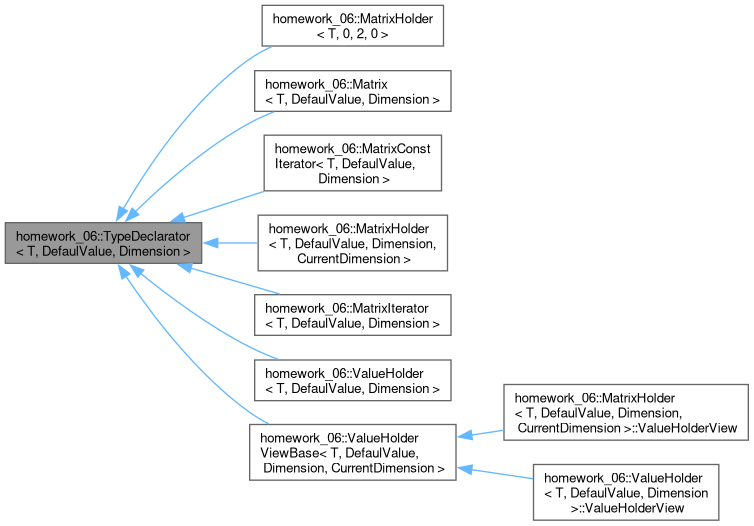 homework_06::MatrixHolder
< T, 0, 2, 0 >
homework_06::Matrix
< T, DefaulValue, Dimension >
homework_06::MatrixConst
Iterator< T, DefaulValue,
Dimension >
homework_06::TypeDeclarator
< T, DefaulValue, Dimension >
homework_06::MatrixHolder
< T, DefaulValue, Dimension,
CurrentDimension >
homework_06::MatrixIterator
< T, DefaulValue, Dimension >
homework_06::ValueHolder
< T, DefaulValue, Dimension >
homework_06::ValueHolder
ViewBase< T, DefaulValue,
Dimension, CurrentDimension >
homework_06::MatrixHolder
< T, DefaulValue, Dimension,
CurrentDimension >::ValueHolderView
homework_06::ValueHolder
< T, DefaulValue, Dimension
>::ValueHolderView